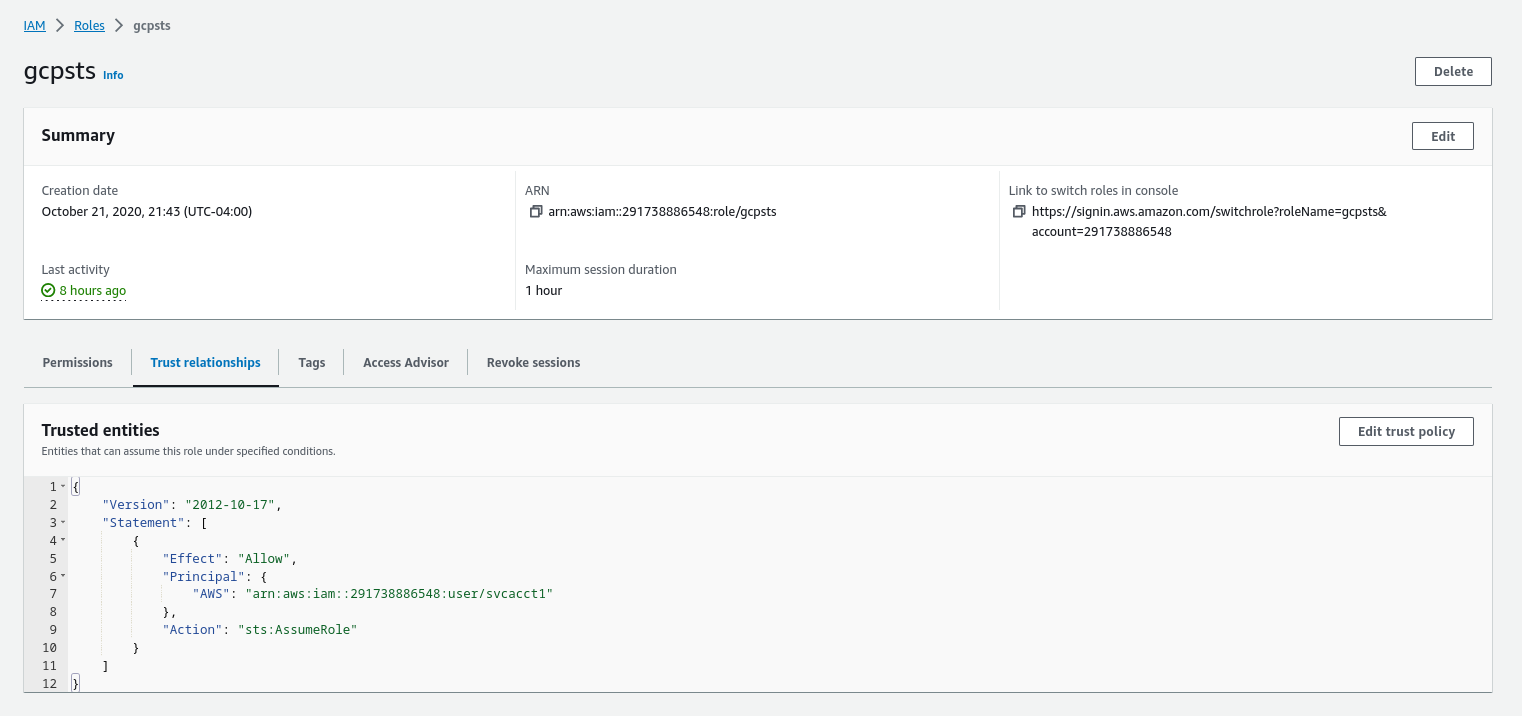 IAM > Roles > gcpsts
gcpsts Info
Delete
Summary
Edit
Creation date
October 21, 2020, 21:43 (UTC-04:00)
ARN
arn:aws:iam::291738886548:role/gcpsts
Link to switch roles in console
https://signin.aws.amazon.com/switchrole?roleName=gcpsts&
account=291738886548
Last activity
8 hours ago
Maximum session duration
1 hour
Permissions
Trust relationships
Tags
Access Advisor
Revoke sessions
Trusted entities
Entities that can assume this role under specified conditions.
Edit trust policy
1 {
2     "Version": "2012-10-17",
3     "Statement": [
4         {
5             "Effect": "Allow",
6             "Principal": {
7                 "AWS": "arn:aws:iam::291738886548:user/svcacct1"
8             },
9             "Action": "sts:AssumeRole"
10         }
11     ]
12 }